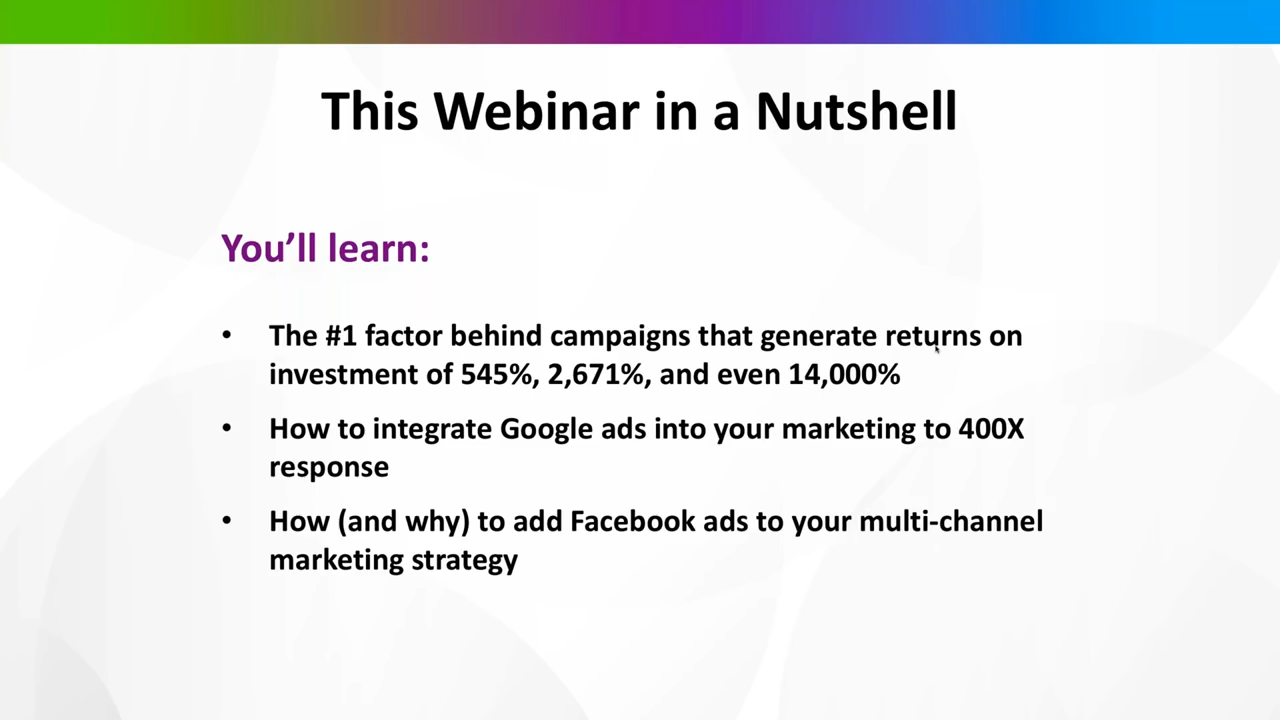 This Webinar in a Nutshell
You’ll learn:
• The #1 factor behind campaigns that generate returns on
investment of 545%, 2,671%, and even 14,000%
• How to integrate Google ads into your marketing to 400X
response
• How (and why) to add Facebook ads to your multi-channel
marketing strategy